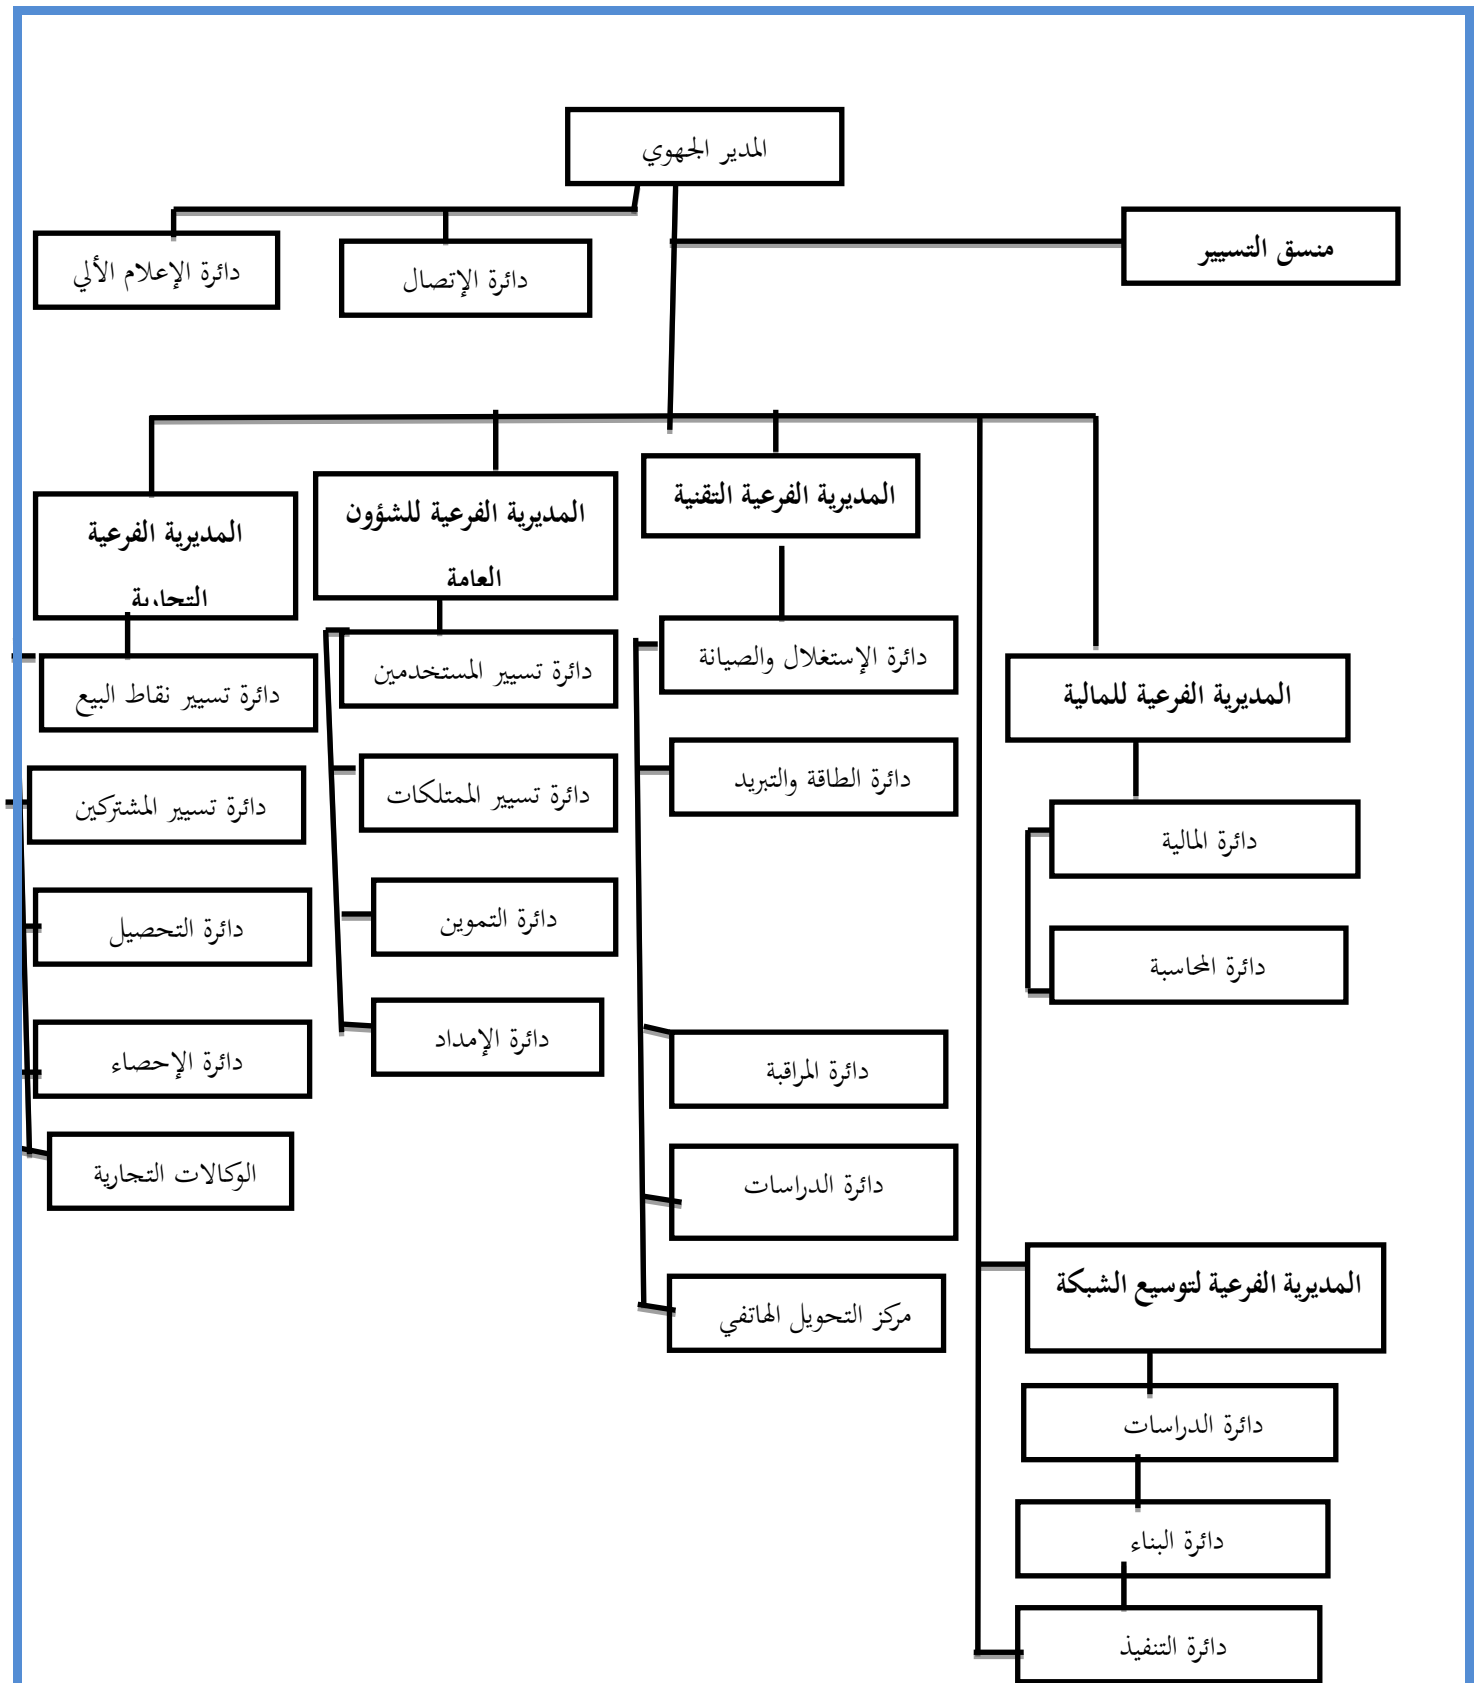 المدير الجهوي
منسق التسيير
دائرة الإتصال
دائرة الإعلام الألي
المديرية الفرعية للمالية
دائرة المالية
دائرة المحاسبة
المديرية الفرعية لتوسيع الشبكة
دائرة الدراسات
دائرة البناء
دائرة التنفيذ
المديرية الفرعية التقنية
دائرة الإستغلال والصيانة
دائرة الطاقة والتبريد
دائرة المراقبة
دائرة الدراسات
مركز التحويل الهاتفي
المديرية الفرعية للشؤون
العامة
دائرة تسيير المستخدمين
دائرة تسيير الممتلكات
دائرة التموين
دائرة الإمداد
المديرية الفرعية
التجارية
دائرة تسيير نقاط البيع
دائرة تسيير المشتركين
دائرة التحصيل
دائرة الإحصاء
الوكالات التجارية